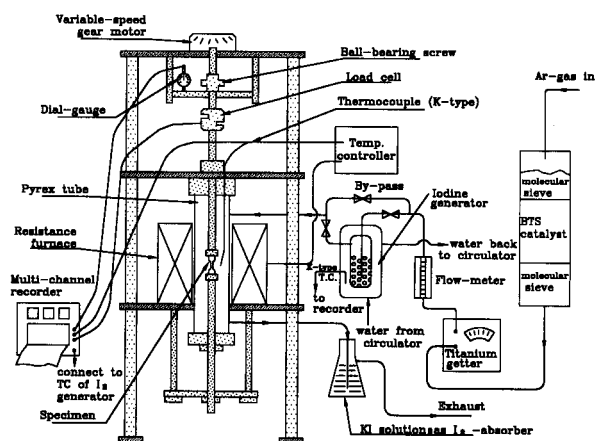 Variable-speed
gear motor
Ball-bearing screw
Load cell
Dial-gauge
Thermocouple (K-type)
Ar-gas in
Temp.
controller
Pyrex tube
By-pass
Iodine
generator
molecular
sieve
BTS
catalyst
molecular
sieve
Resistance
furnace
water back
to circulator
K-type
T.C.
Flow-meter
Multi-channel
recorder
to
recorder
water from
circulator
Titanium
getter
connect to
TC of I₂
generator
Specimen
Exhaust
KI solution as I₂-absorber